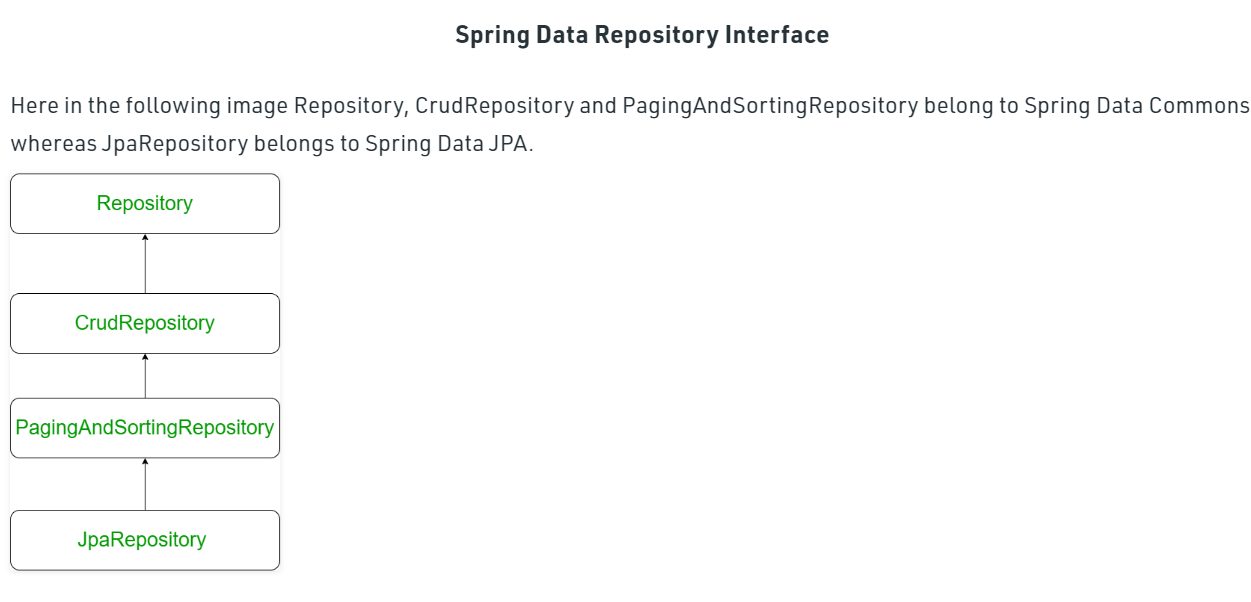 Spring Data Repository Interface
Here in the following image Repository, CrudRepository and PagingAndSortingRepository belong to Spring Data Commons
whereas JpaRepository belongs to Spring Data JPA.
Repository
CrudRepository
PagingAndSortingRepository
JpaRepository